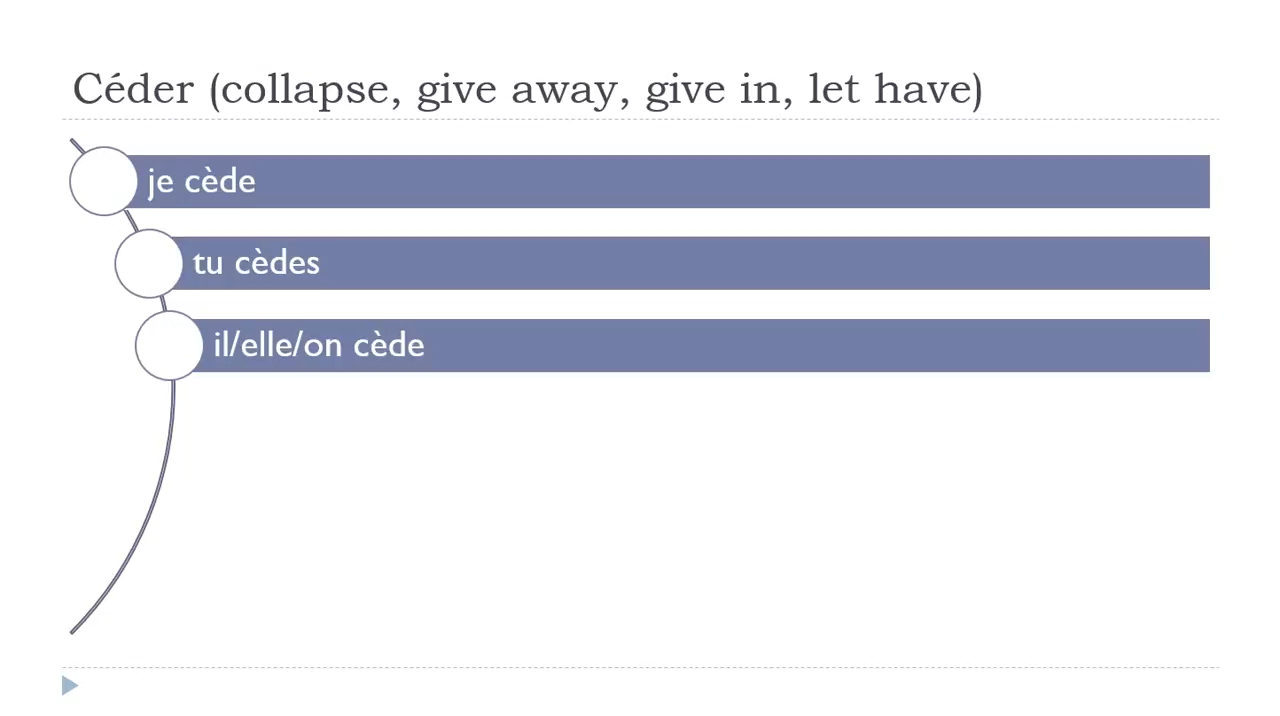 Céder (collapse, give away, give in, let have)
je cède
tu cèdes
il/elle/on cède